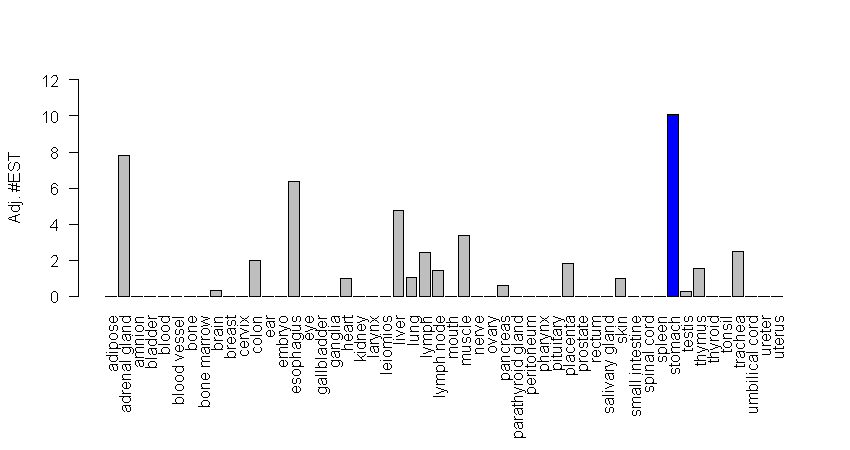 Adj. #EST
12
10
8
6
4
2
0
adipose
adrenal gland
amnion
bladder
blood
blood vessel
bone
bone marrow
brain
breast
cervix
colon
ear
embryo
esophagus
eye
gallbladder
ganglia
heart
kidney
larynx
leiomios
liver
lung
lymph
lymph node
mouth
muscle
nerve
ovary
pancreas
parathyroid gland
peritoneum
pharynx
pituitary
placenta
prostate
rectum
salivary gland
skin
small intestine
spinal cord
spleen
stomach
testis
thymus
thyroid
tonsil
trachea
umbilical cord
ureter
uterus